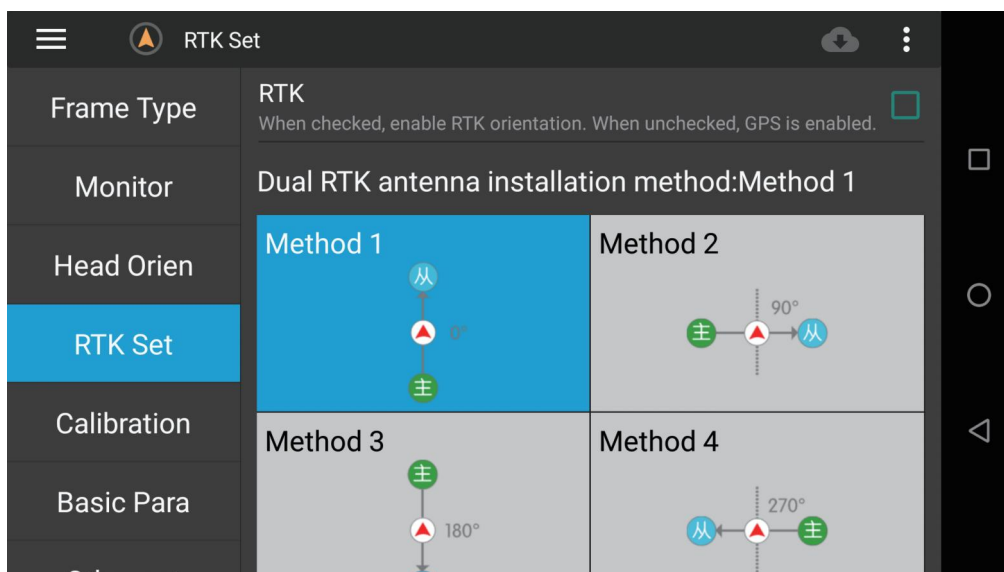 RTK Set
Frame Type
Monitor
Head Orien
RTK Set
Calibration
Basic Para
RTK
When checked, enable RTK orientation. When unchecked, GPS is enabled.
Dual RTK antenna installation method:Method 1
Method 1
从
0°
主
Method 2
90°
主
从
Method 3
主
180°
Method 4
270°
从
主